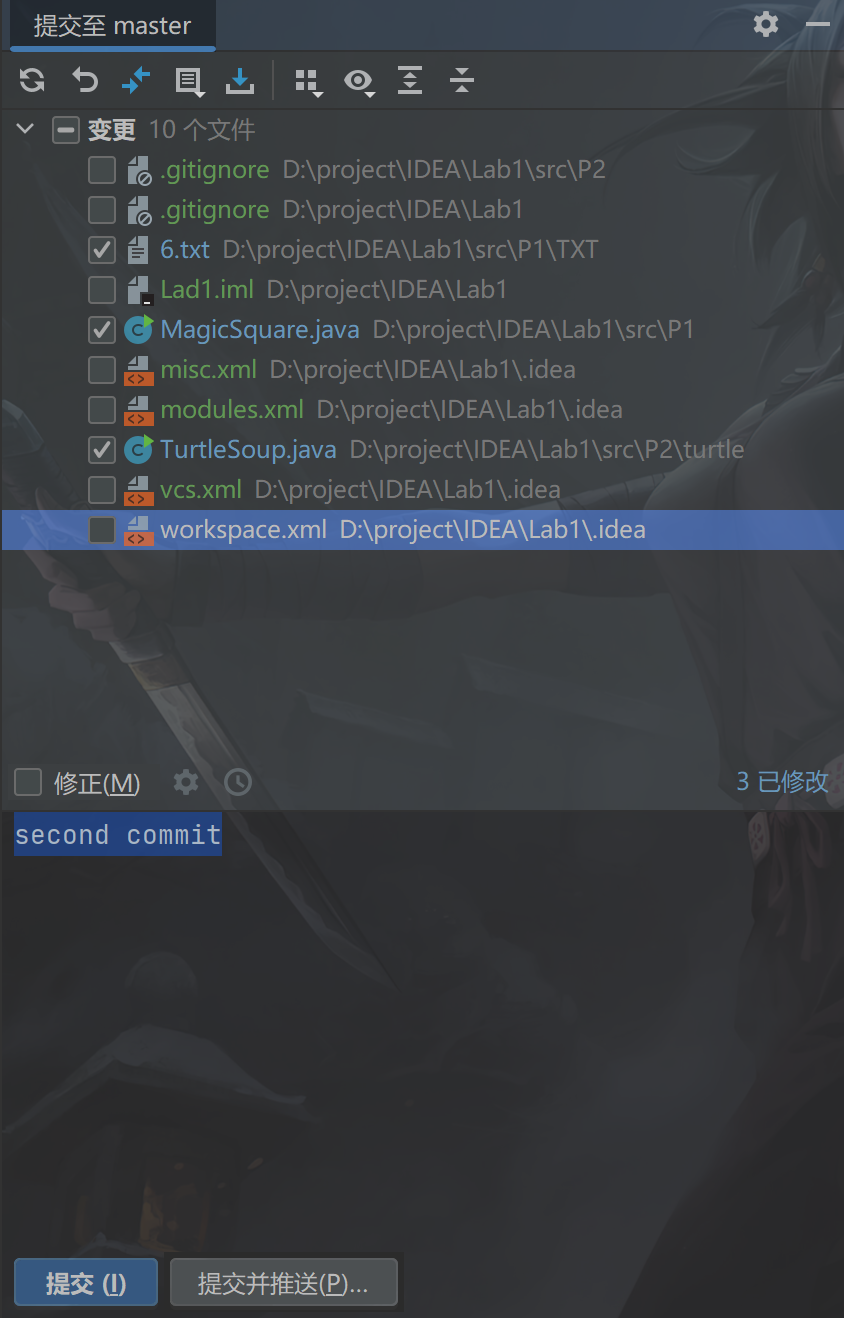 提交至 master
变更 10 个文件
.gitignore D:\project\IDEA\Lab1\src\P2
.gitignore D:\project\IDEA\Lab1
6.txt D:\project\IDEA\Lab1\src\P1\TXT
Lad1.iml D:\project\IDEA\Lab1
MagicSquare.java D:\project\IDEA\Lab1\src\P1
misc.xml D:\project\IDEA\Lab1\.idea
modules.xml D:\project\IDEA\Lab1\.idea
TurtleSoup.java D:\project\IDEA\Lab1\src\P2\turtle
vcs.xml D:\project\IDEA\Lab1\.idea
workspace.xml D:\project\IDEA\Lab1\.idea
修正(M) 3 已修改
second commit
提交 (I) 提交并推送(P)...